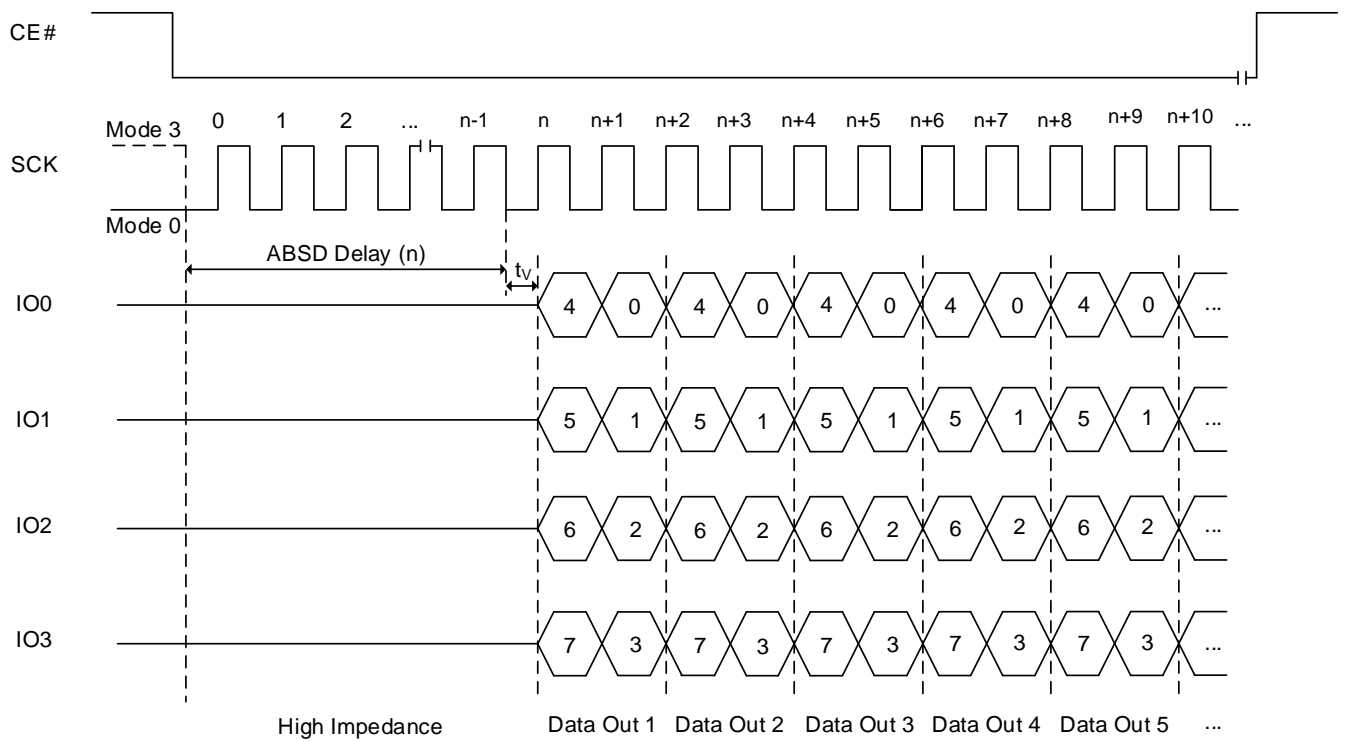 CE#
Mode 3 0 1 2 ... n-1 n n+1 n+2 n+3 n+4 n+5 n+6 n+7 n+8 n+9 n+10 ...
SCK
Mode 0
ABSD Delay (n)
tV
IO0 4 0 4 0 4 0 4 0 4 0 ...
IO1 5 1 5 1 5 1 5 1 5 1 ...
IO2 6 2 6 2 6 2 6 2 6 2 ...
IO3 7 3 7 3 7 3 7 3 7 3 ...
High Impedance Data Out 1 Data Out 2 Data Out 3 Data Out 4 Data Out 5 ...